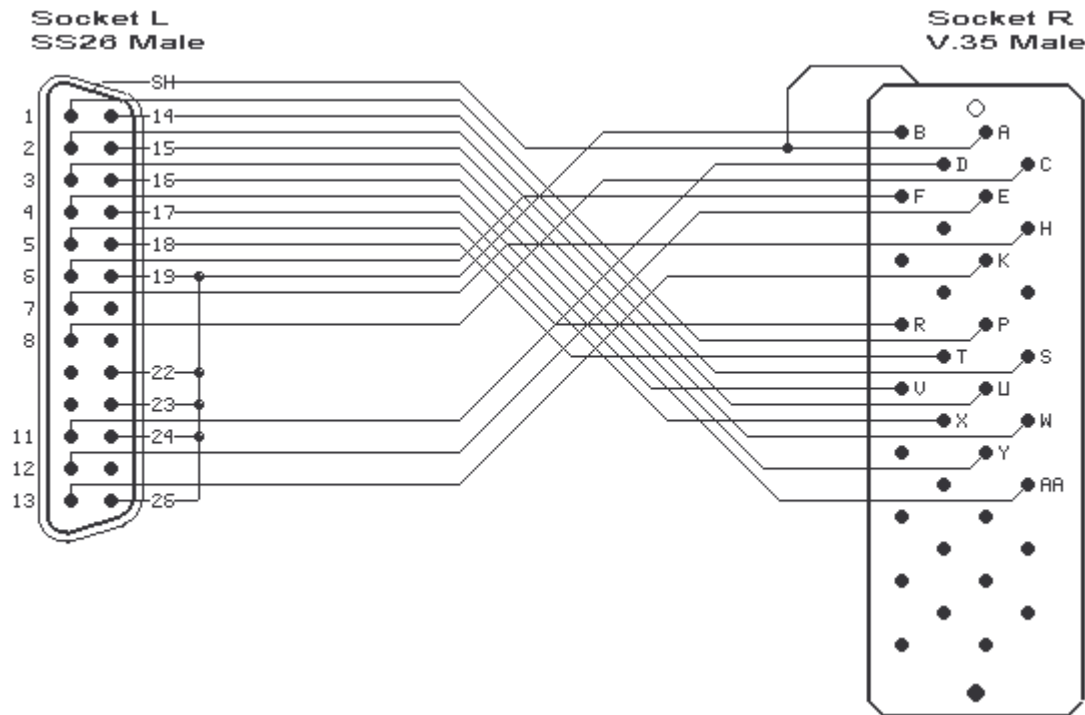 Socket L
SS26 Male
Socket R
V.35 Male
SH
1
14
2
15
3
16
4
17
5
18
6
19
7
8
22
23
11
24
12
13
26
B
A
D
C
F
E
H
K
R
P
T
S
V
U
X
W
Y
AA